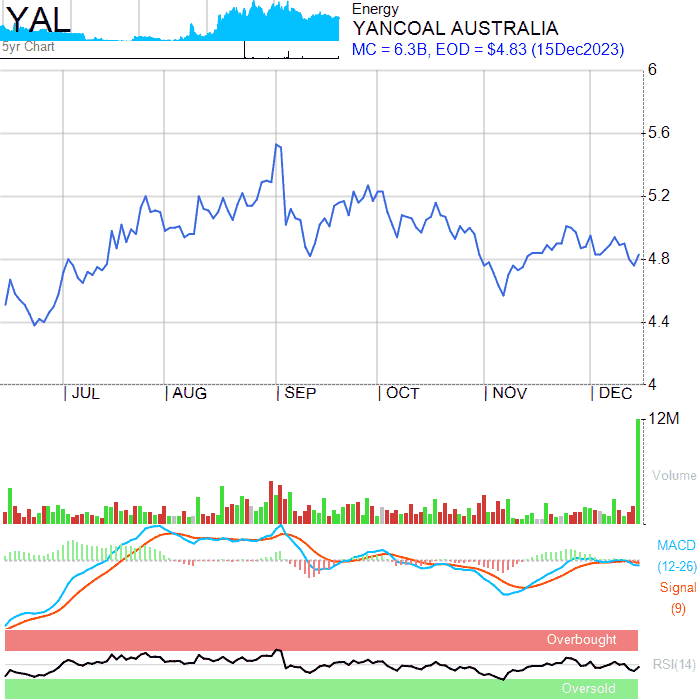 YAL
5yr Chart
Energy
YANCOAL AUSTRALIA
MC = 6.3B, EOD = $4.83 (15Dec2023)
6
5.6
5.2
4.8
4.4
4
JUL AUG SEP OCT NOV DEC
12M
Volume
MACD
(12-26)
Signal
(9)
Overbought
RSI(14)
Oversold